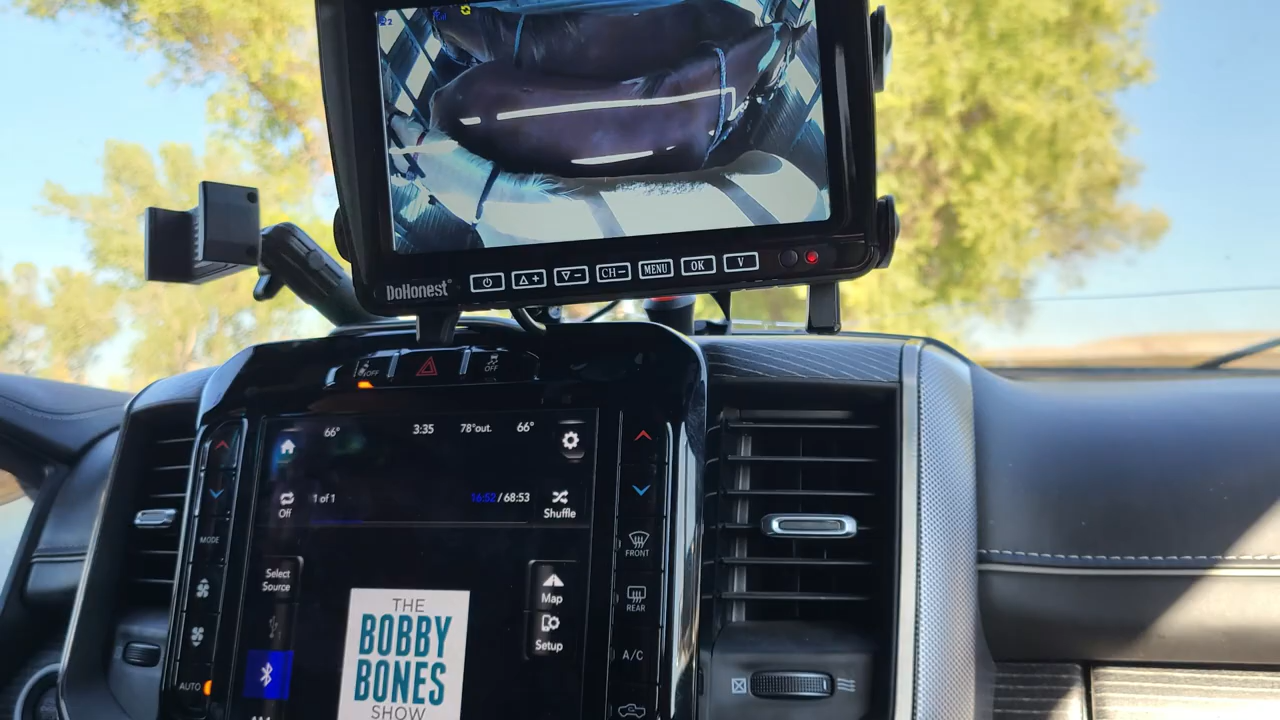 DoHonest
CH-
MENU
OK
V
OFF
OFF
66°
3:35
78°out.
66°
Off
1 of 1
16:52 / 68:53
Shuffle
MODE
Select
Source
Map
Setup
FRONT
REAR
A/C
AUTO
THE
BOBBY
BONES
SHOW